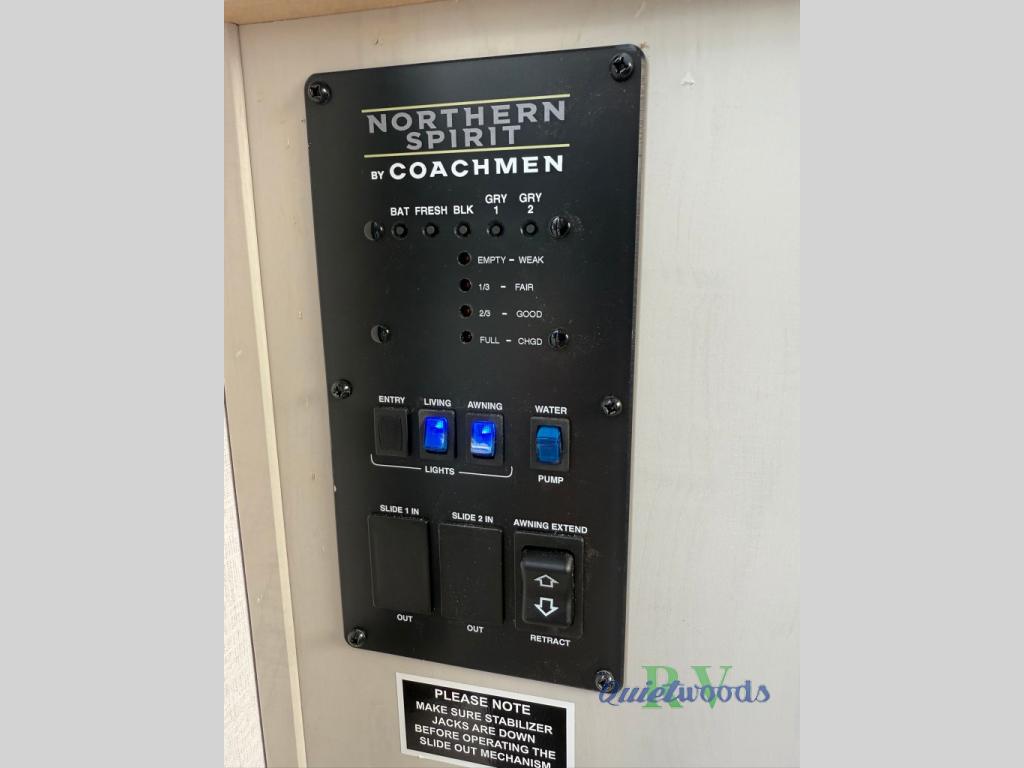 NORTHERN
SPIRIT
BY COACHMEN
BAT FRESH BLK GRY 1 GRY 2
EMPTY - WEAK
1/3 - FAIR
2/3 - GOOD
FULL - CHGD
ENTRY LIVING AWNING WATER
LIGHTS PUMP
SLIDE 1 IN SLIDE 2 IN AWNING EXTEND
OUT OUT RETRACT
RV
Quietwoods
PLEASE NOTE
MAKE SURE STABILIZER
JACKS ARE DOWN
BEFORE OPERATING THE
SLIDE OUT MECHANISM